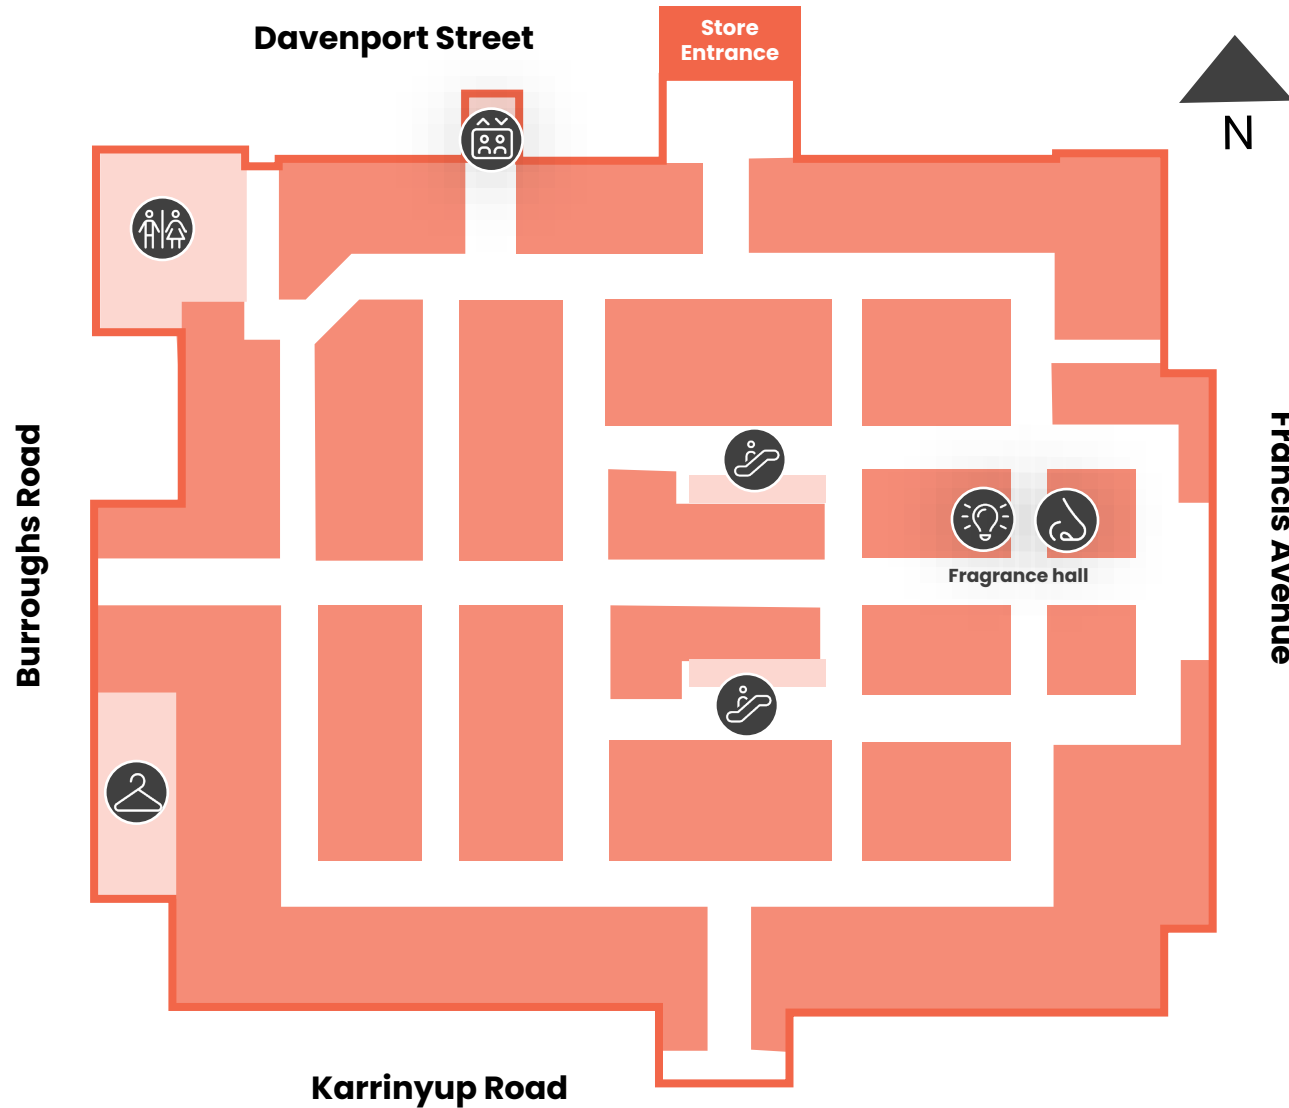 Davenport Street
Store
Entrance
N
Burroughs Road
Francis Avenue
Fragrance hall
Karrinyup Road